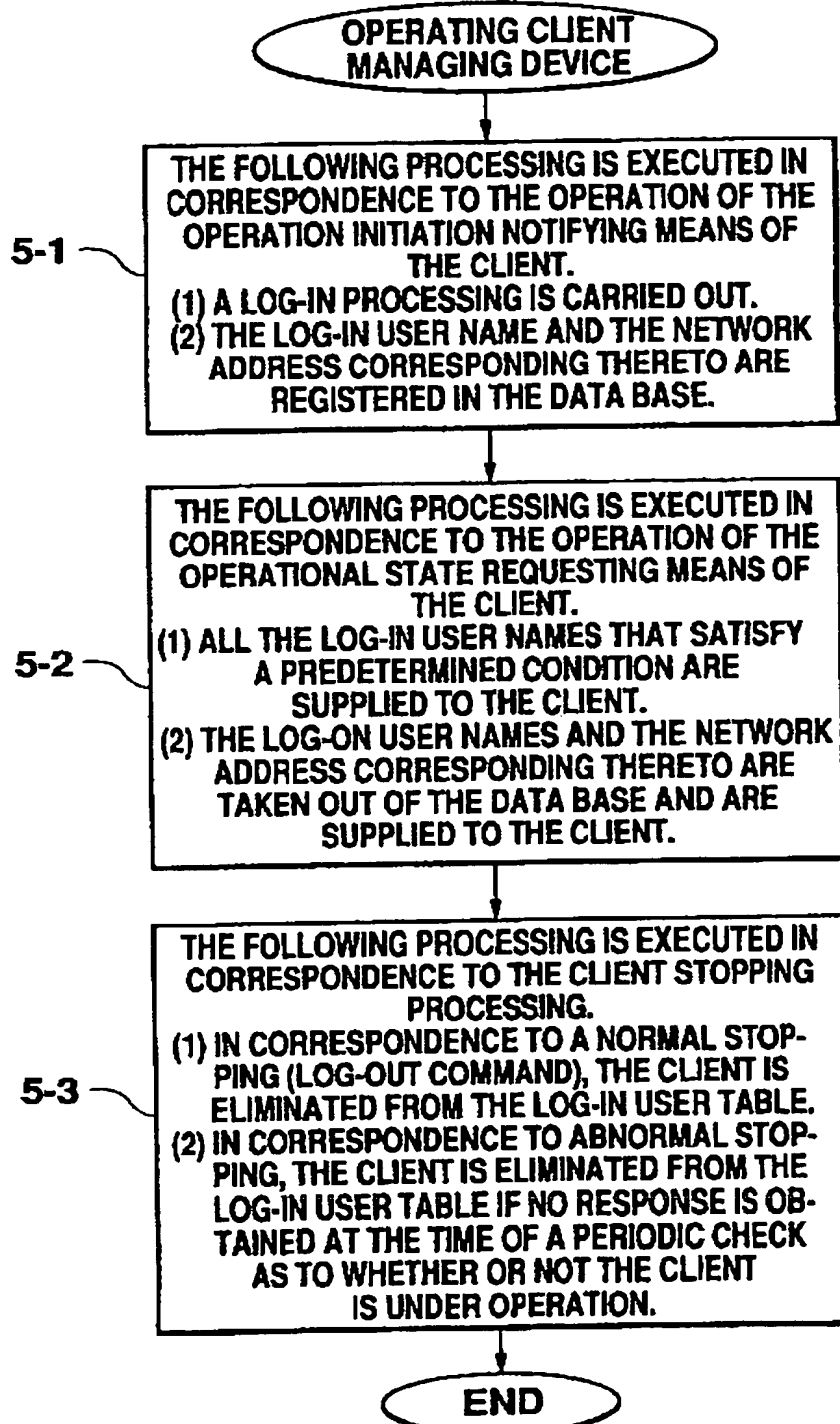 OPERATING CLIENT
MANAGING DEVICE
THE FOLLOWING PROCESSING IS EXECUTED IN
CORRESPONDENCE TO THE OPERATION OF THE
OPERATION INITIATION NOTIFYING MEANS OF
THE CLIENT.
(1) A LOG-IN PROCESSING IS CARRIED OUT.
(2) THE LOG-IN USER NAME AND THE NETWORK
ADDRESS CORRESPONDING THERETO ARE
REGISTERED IN THE DATA BASE.
5-1
THE FOLLOWING PROCESSING IS EXECUTED IN
CORRESPONDENCE TO THE OPERATION OF THE
OPERATIONAL STATE REQUESTING MEANS OF
THE CLIENT.
(1) ALL THE LOG-IN USER NAMES THAT SATISFY
A PREDETERMINED CONDITION ARE
SUPPLIED TO THE CLIENT.
(2) THE LOG-ON USER NAMES AND THE NETWORK
ADDRESS CORRESPONDING THERETO ARE
TAKEN OUT OF THE DATA BASE AND ARE
SUPPLIED TO THE CLIENT.
5-2
THE FOLLOWING PROCESSING IS EXECUTED IN
CORRESPONDENCE TO THE CLIENT STOPPING
PROCESSING.
(1) IN CORRESPONDENCE TO A NORMAL STOP-
PING (LOG-OUT COMMAND), THE CLIENT IS
ELIMINATED FROM THE LOG-IN USER TABLE.
(2) IN CORRESPONDENCE TO ABNORMAL STOP-
PING, THE CLIENT IS ELIMINATED FROM THE
LOG-IN USER TABLE IF NO RESPONSE IS OB-
TAINED AT THE TIME OF A PERIODIC CHECK
AS TO WHETHER OR NOT THE CLIENT
IS UNDER OPERATION.
5-3
END